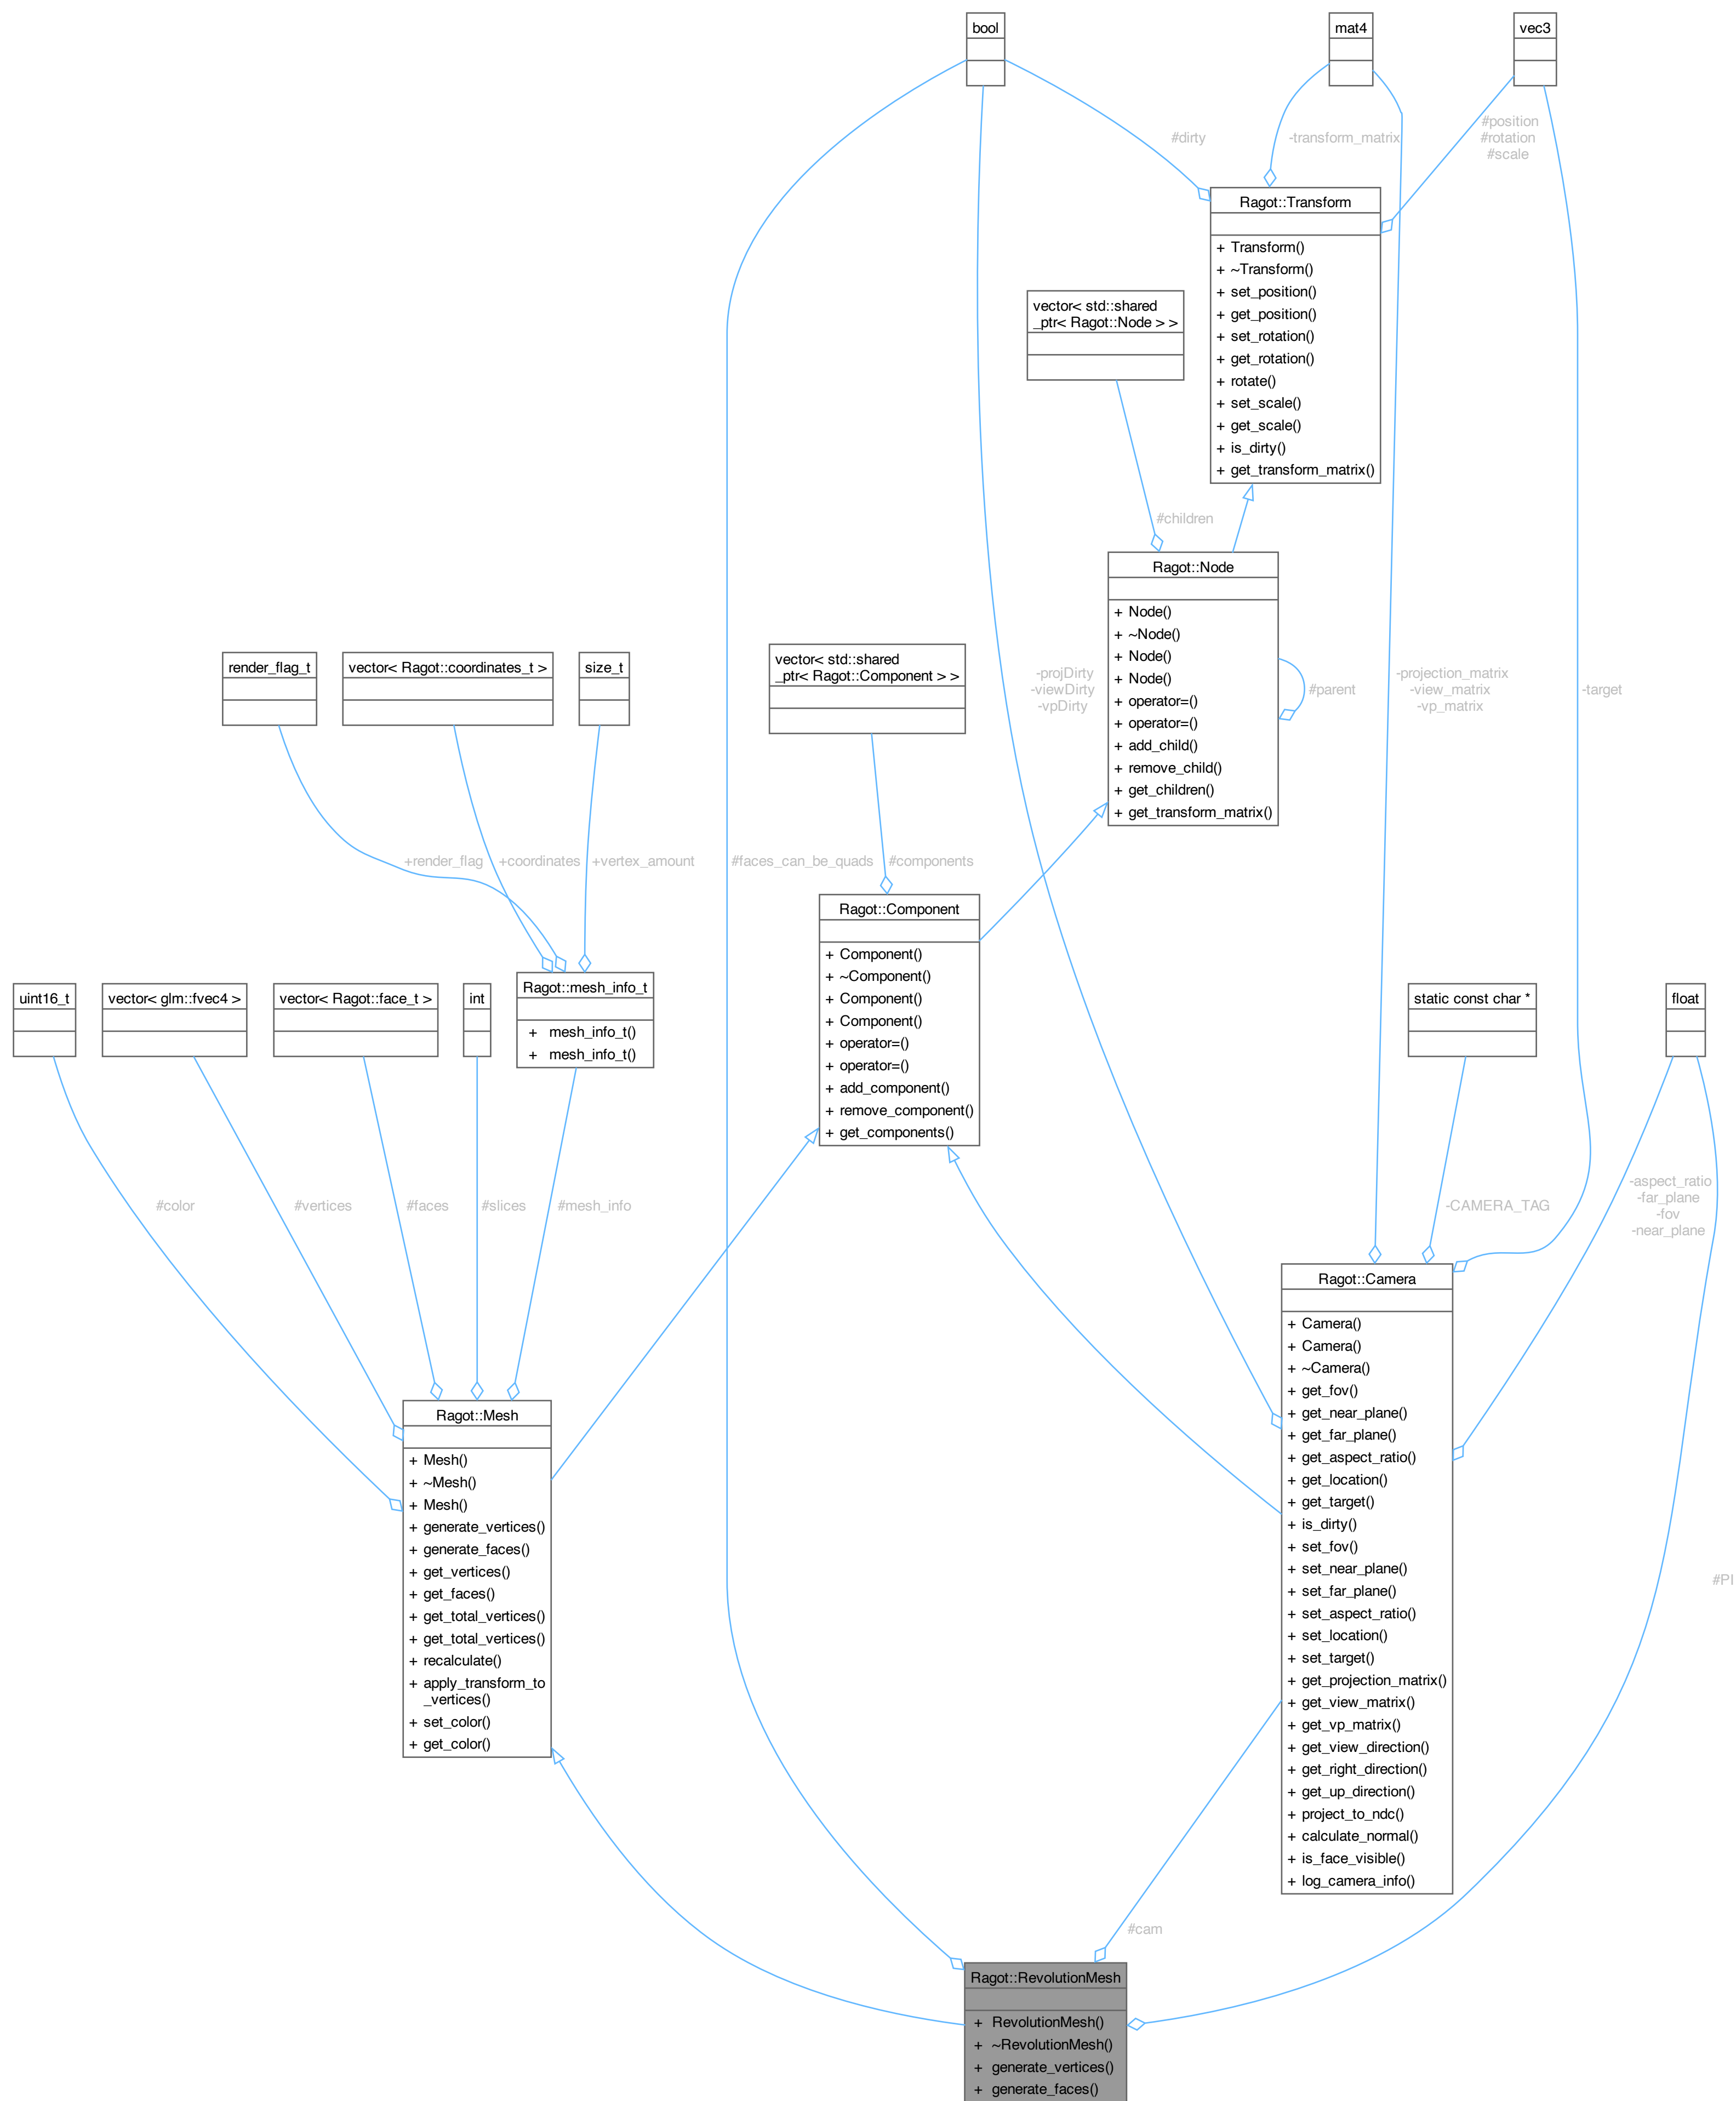 bool
mat4
vec3
#dirty
-transform_matrix
#position
#rotation
#scale
Ragot::Transform
+ Transform()
+ ~Transform()
+ set_position()
+ get_position()
+ set_rotation()
+ get_rotation()
+ rotate()
+ set_scale()
+ get_scale()
+ is_dirty()
+ get_transform_matrix()
vector< std::shared
_ptr< Ragot::Node > >
#children
Ragot::Node
+ Node()
+ ~Node()
+ Node()
+ Node()
+ operator=()
+ operator=()
+ add_child()
+ remove_child()
+ get_children()
+ get_transform_matrix()
#parent
-projDirty
-viewDirty
-vpDirty
-projection_matrix
-view_matrix
-vp_matrix
-target
render_flag_t
vector< Ragot::coordinates_t >
size_t
vector< std::shared
_ptr< Ragot::Component > >
+render_flag
+coordinates
+vertex_amount
#faces_can_be_quads
#components
Ragot::Component
+ Component()
+ ~Component()
+ Component()
+ Component()
+ operator=()
+ operator=()
+ add_component()
+ remove_component()
+ get_components()
uint16_t
vector< glm::fvec4 >
vector< Ragot::face_t >
int
Ragot::mesh_info_t
+ mesh_info_t()
+ mesh_info_t()
static const char *
float
#color
#vertices
#faces
#slices
#mesh_info
-CAMERA_TAG
-aspect_ratio
-far_plane
-fov
-near_plane
Ragot::Camera
+ Camera()
+ Camera()
+ ~Camera()
+ get_fov()
+ get_near_plane()
+ get_far_plane()
+ get_aspect_ratio()
+ get_location()
+ get_target()
+ is_dirty()
+ set_fov()
+ set_near_plane()
+ set_far_plane()
+ set_aspect_ratio()
+ set_location()
+ set_target()
+ get_projection_matrix()
+ get_view_matrix()
+ get_vp_matrix()
+ get_view_direction()
+ get_right_direction()
+ get_up_direction()
+ project_to_ndc()
+ calculate_normal()
+ is_face_visible()
+ log_camera_info()
Ragot::Mesh
+ Mesh()
+ ~Mesh()
+ Mesh()
+ generate_vertices()
+ generate_faces()
+ get_vertices()
+ get_faces()
+ get_total_vertices()
+ get_total_vertices()
+ recalculate()
+ apply_transform_to
_vertices()
+ set_color()
+ get_color()
#PI
#cam
Ragot::RevolutionMesh
+ RevolutionMesh()
+ ~RevolutionMesh()
+ generate_vertices()
+ generate_faces()